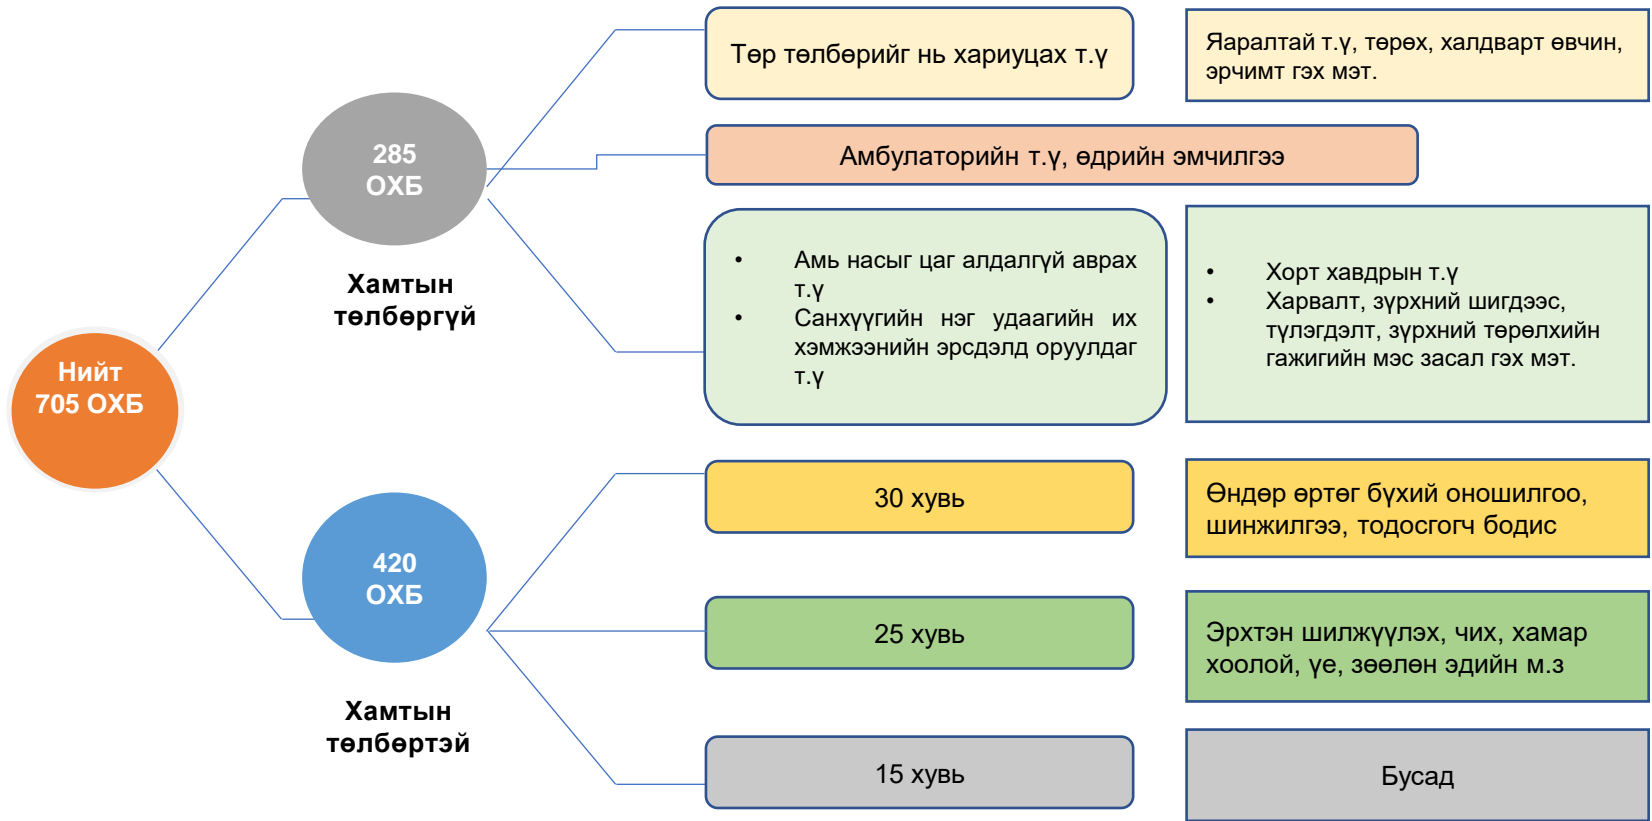 Нийт
705 ОХБ
285
ОХБ
Хамтын
төлбөргүй
Төр төлбөрийг нь хариуцах т.ү
Яаралтай т.ү, төрөх, халдварт өвчин,
эрчимт гэх мэт.
Амбулаторийн т.ү, өдрийн эмчилгээ
• Амь насыг цаг алдалгүй аврах
т.ү
• Санхүүгийн нэг удаагийн их
хэмжээнийн эрсдэлд оруулдаг
т.ү
• Хорт хавдрын т.ү
• Харвалт, зүрхний шигдээс,
түлэгдэлт, зүрхний төрөлхийн
гажигийн мэс засал гэх мэт.
420
ОХБ
Хамтын
төлбөртэй
30 хувь
Өндөр өртөг бүхий оношилгоо,
шинжилгээ, тодосгогч бодис
25 хувь
Эрхтэн шилжүүлэх, чих, хамар
хоолой, үе, зөөлөн эдийн м.з
15 хувь
Бусад